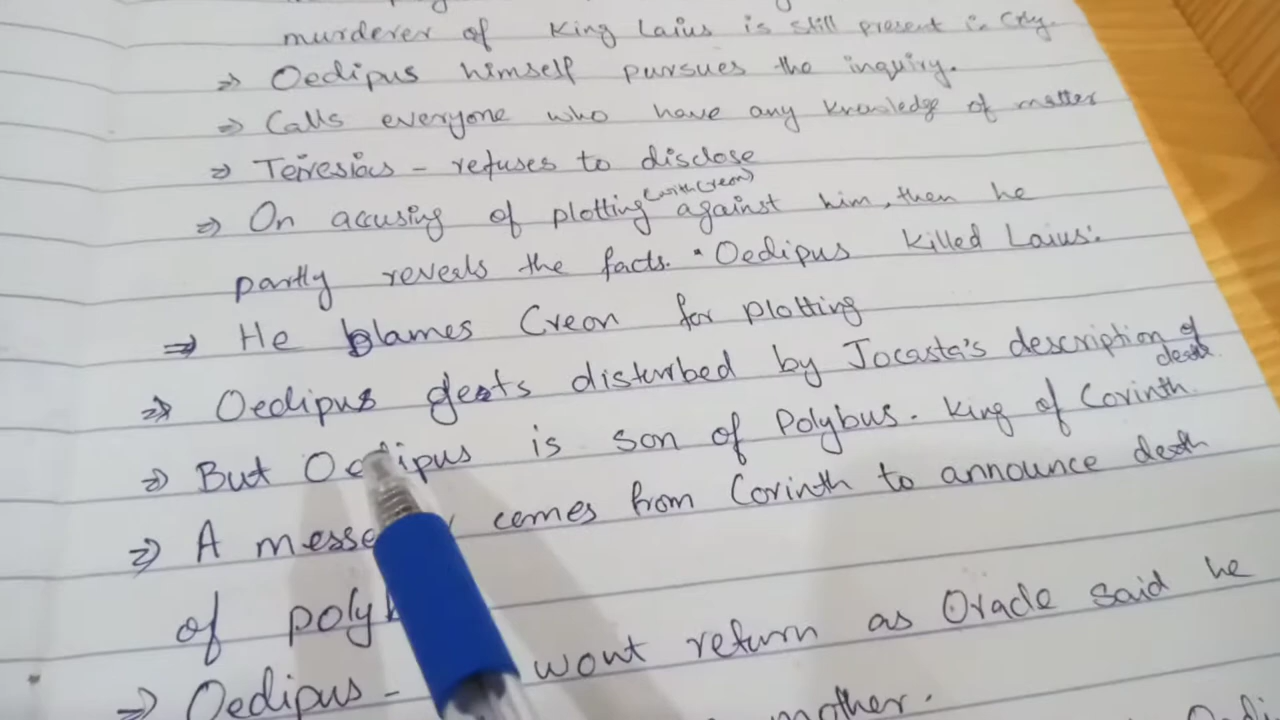 murderer of King Laius is still present in City.
⇒ Oedipus himself pursues the inquiry.
⇒ Calls everyone who have any knowledge of matter
⇒ Teiresias - refuses to disclose
(with Creon)
⇒ On accusing of plotting against him, then he
partly reveals the facts. "Oedipus killed Laius".
⇒ He blames Creon for plotting
⇒ Oedipus gets disturbed by Jocasta's description of
death
⇒ But Oedipus is son of Polybus. King of Corinth
⇒ A comes from Corinth to announce death
of
⇒ Oedipus - wont return as Oracle said he
mother.